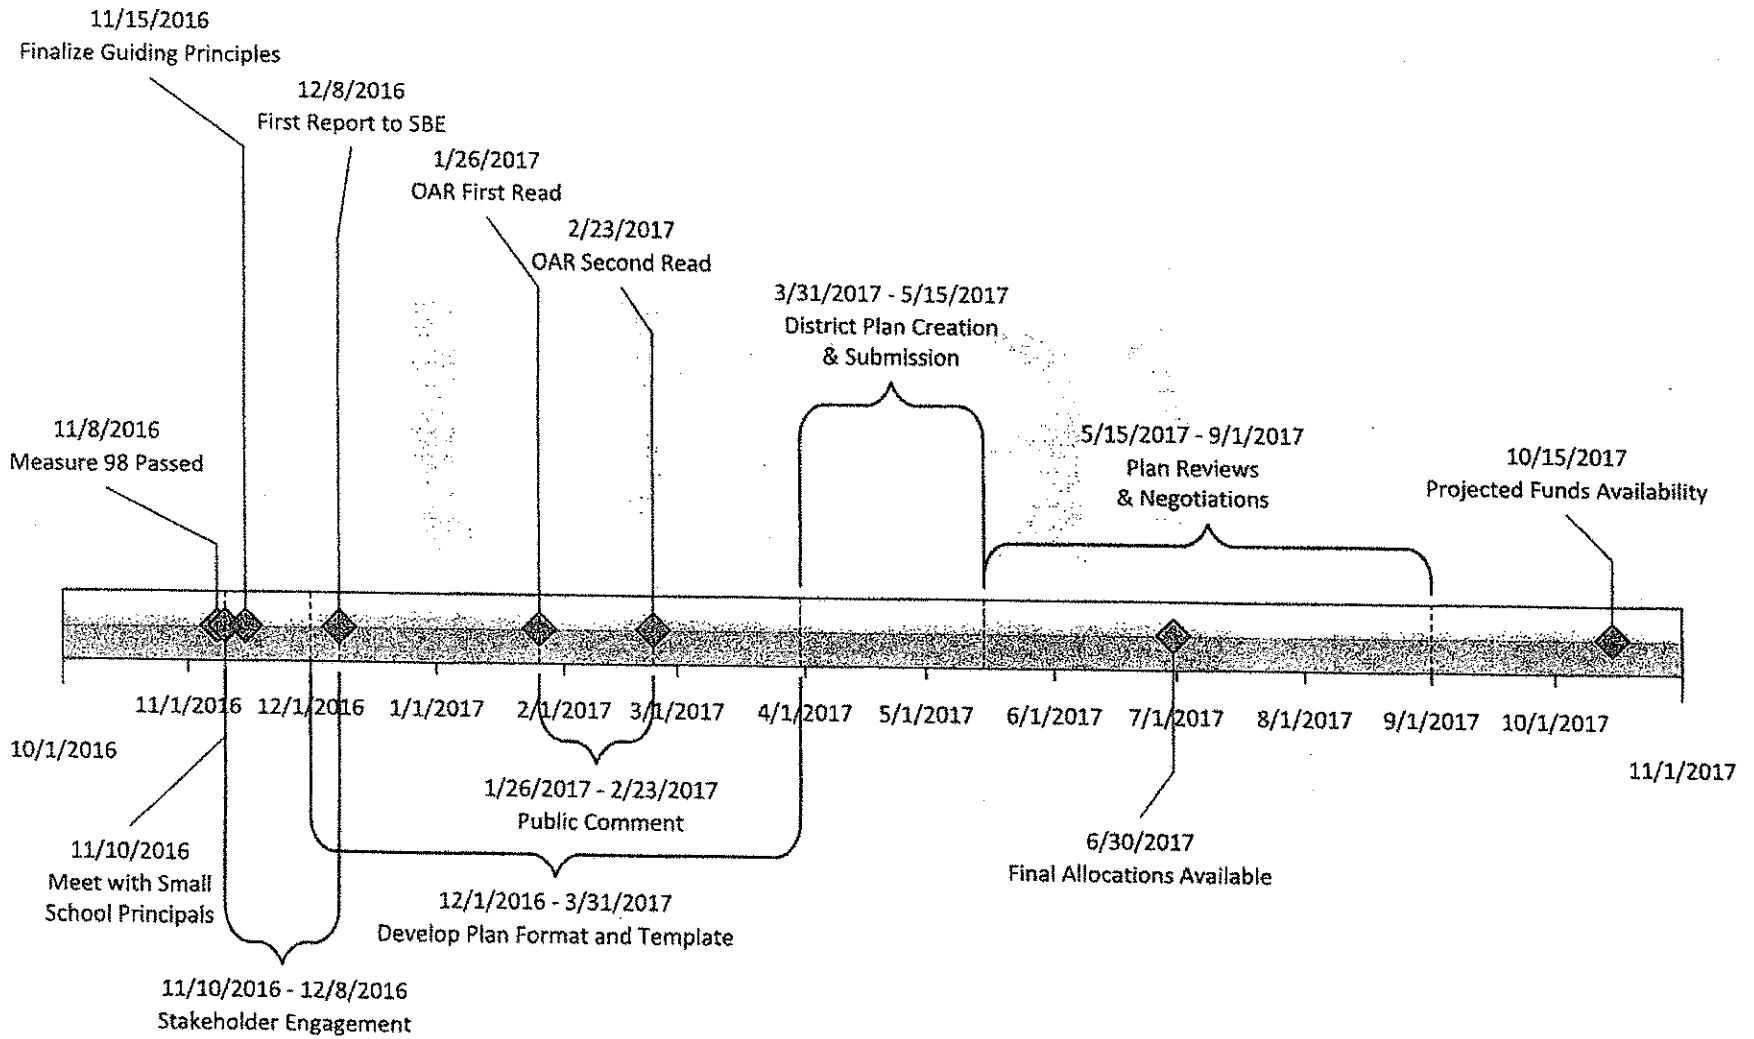 11/15/2016
Finalize Guiding Principles
12/8/2016
First Report to SBE
1/26/2017
OAR First Read
2/23/2017
OAR Second Read
3/31/2017 - 5/15/2017
District Plan Creation
& Submission
11/8/2016
Measure 98 Passed
5/15/2017 - 9/1/2017
Plan Reviews
& Negotiations
10/15/2017
Projected Funds Availability
10/1/2016
11/1/2016
12/1/2016
1/1/2017
2/1/2017
3/1/2017
4/1/2017
5/1/2017
6/1/2017
7/1/2017
8/1/2017
9/1/2017
10/1/2017
11/1/2017
11/10/2016
Meet with Small
School Principals
1/26/2017 - 2/23/2017
Public Comment
12/1/2016 - 3/31/2017
Develop Plan Format and Template
6/30/2017
Final Allocations Available
11/10/2016 - 12/8/2016
Stakeholder Engagement